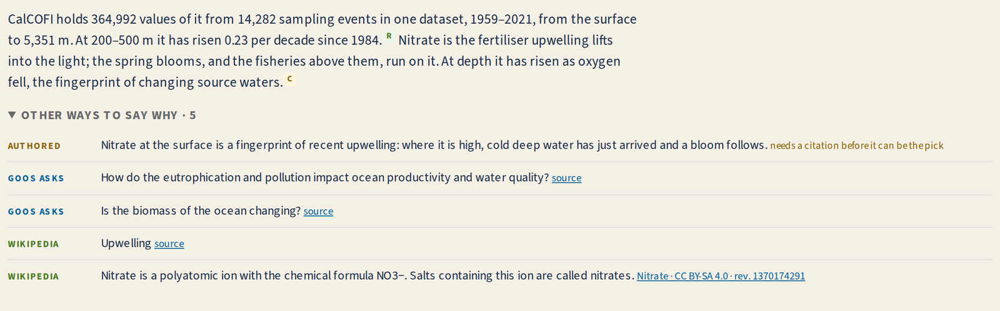 CalCOFI holds 364,992 values of it from 14,282 sampling events in one dataset, 1959–2021, from the surface
to 5,351 m. At 200–500 m it has risen 0.23 per decade since 1984. R Nitrate is the fertiliser upwelling lifts
into the light; the spring blooms, and the fisheries above them, run on it. At depth it has risen as oxygen
fell, the fingerprint of changing source waters. C
▼ OTHER WAYS TO SAY WHY · 5
AUTHORED Nitrate at the surface is a fingerprint of recent upwelling: where it is high, cold deep water has just arrived and a bloom follows. needs a citation before it can be the pick
GOOS ASKS How do the eutrophication and pollution impact ocean productivity and water quality? source
GOOS ASKS Is the biomass of the ocean changing? source
WIKIPEDIA Upwelling source
WIKIPEDIA Nitrate is a polyatomic ion with the chemical formula NO3−. Salts containing this ion are called nitrates. Nitrate · CC BY-SA 4.0 · rev. 1370174291